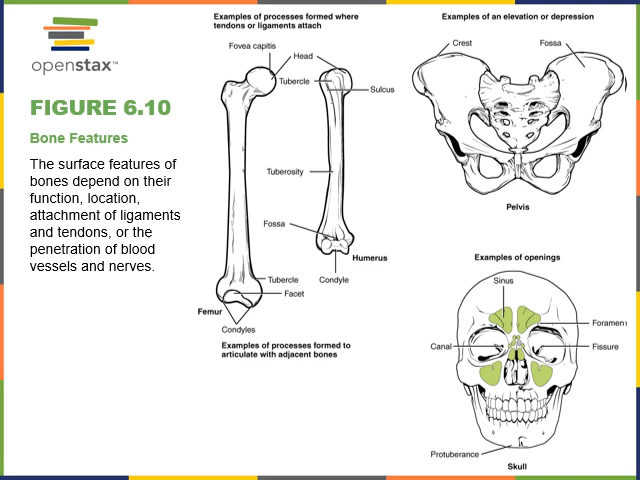 openstax™
FIGURE 6.10
Bone Features
The surface features of
bones depend on their
function, location,
attachment of ligaments
and tendons, or the
penetration of blood
vessels and nerves.
Examples of processes formed where
tendons or ligaments attach
Fovea capitis
Head
Tubercle
Sulcus
Tuberosity
Fossa
Humerus
Condyle
Tubercle
Facet
Femur
Condyles
Examples of processes formed to
articulate with adjacent bones
Examples of an elevation or depression
Crest
Fossa
Pelvis
Examples of openings
Sinus
Foramen
Canal
Fissure
Protuberance
Skull